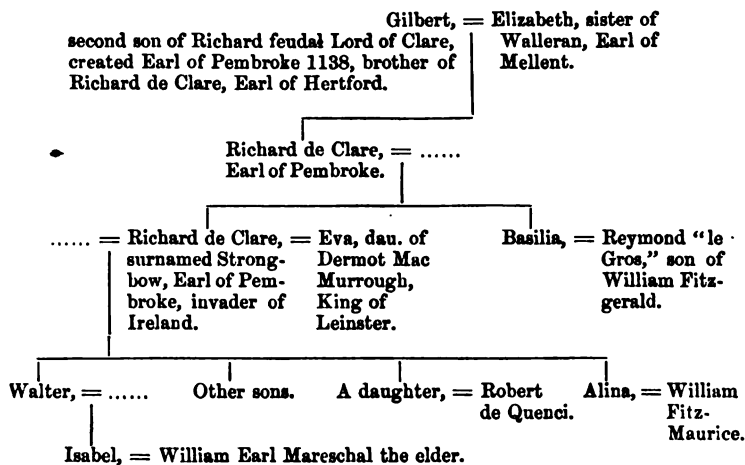 Gilbert, = Elizabeth, sister of
second son of Richard feudal Lord of Clare,
created Earl of Pembroke 1138, brother of
Richard de Clare, Earl of Hertford.
Walleran, Earl of
Mellent.
Richard de Clare, = ......
Earl of Pembroke.
...... = Richard de Clare, = Eva, dau. of
surnamed Strong-
bow, Earl of Pem-
broke, invader of
Ireland.
Dermot Mac
Murrough,
King of
Leinster.
Basilia, = Reymond "le
Gros," son of
William Fitz-
gerald.
Walter, = ......
Other sons.
A daughter, = Robert
de Quenci.
Alina, = William
Fitz-
Maurice.
Isabel, = William Earl Mareschal the elder.